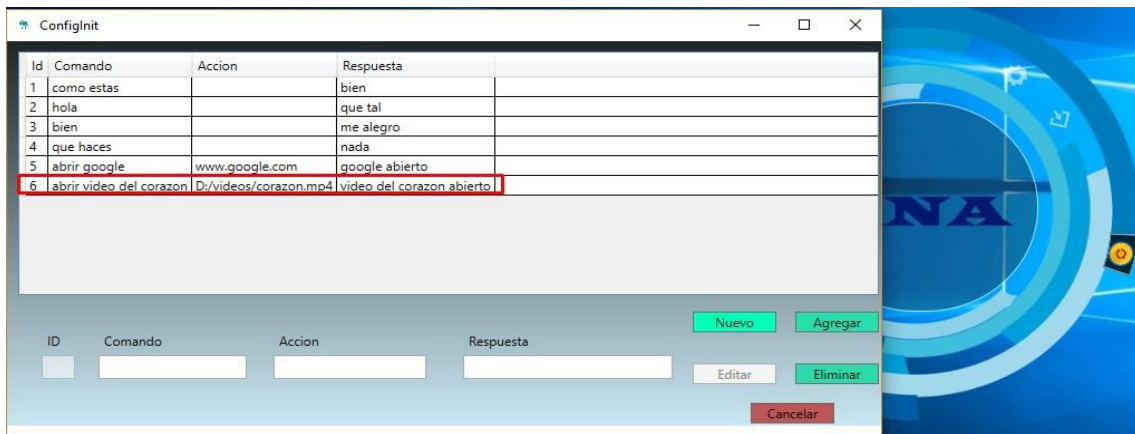 ConfigInit
Id Comando Accion Respuesta
1 como estas bien
2 hola que tal
3 bien me alegro
4 que haces nada
5 abrir google www.google.com google abierto
6 abrir video del corazon D:/videos/corazon.mp4 video del corazon abierto
NA
Nuevo Agregar
ID Comando Accion Respuesta
Editar Eliminar
Cancelar